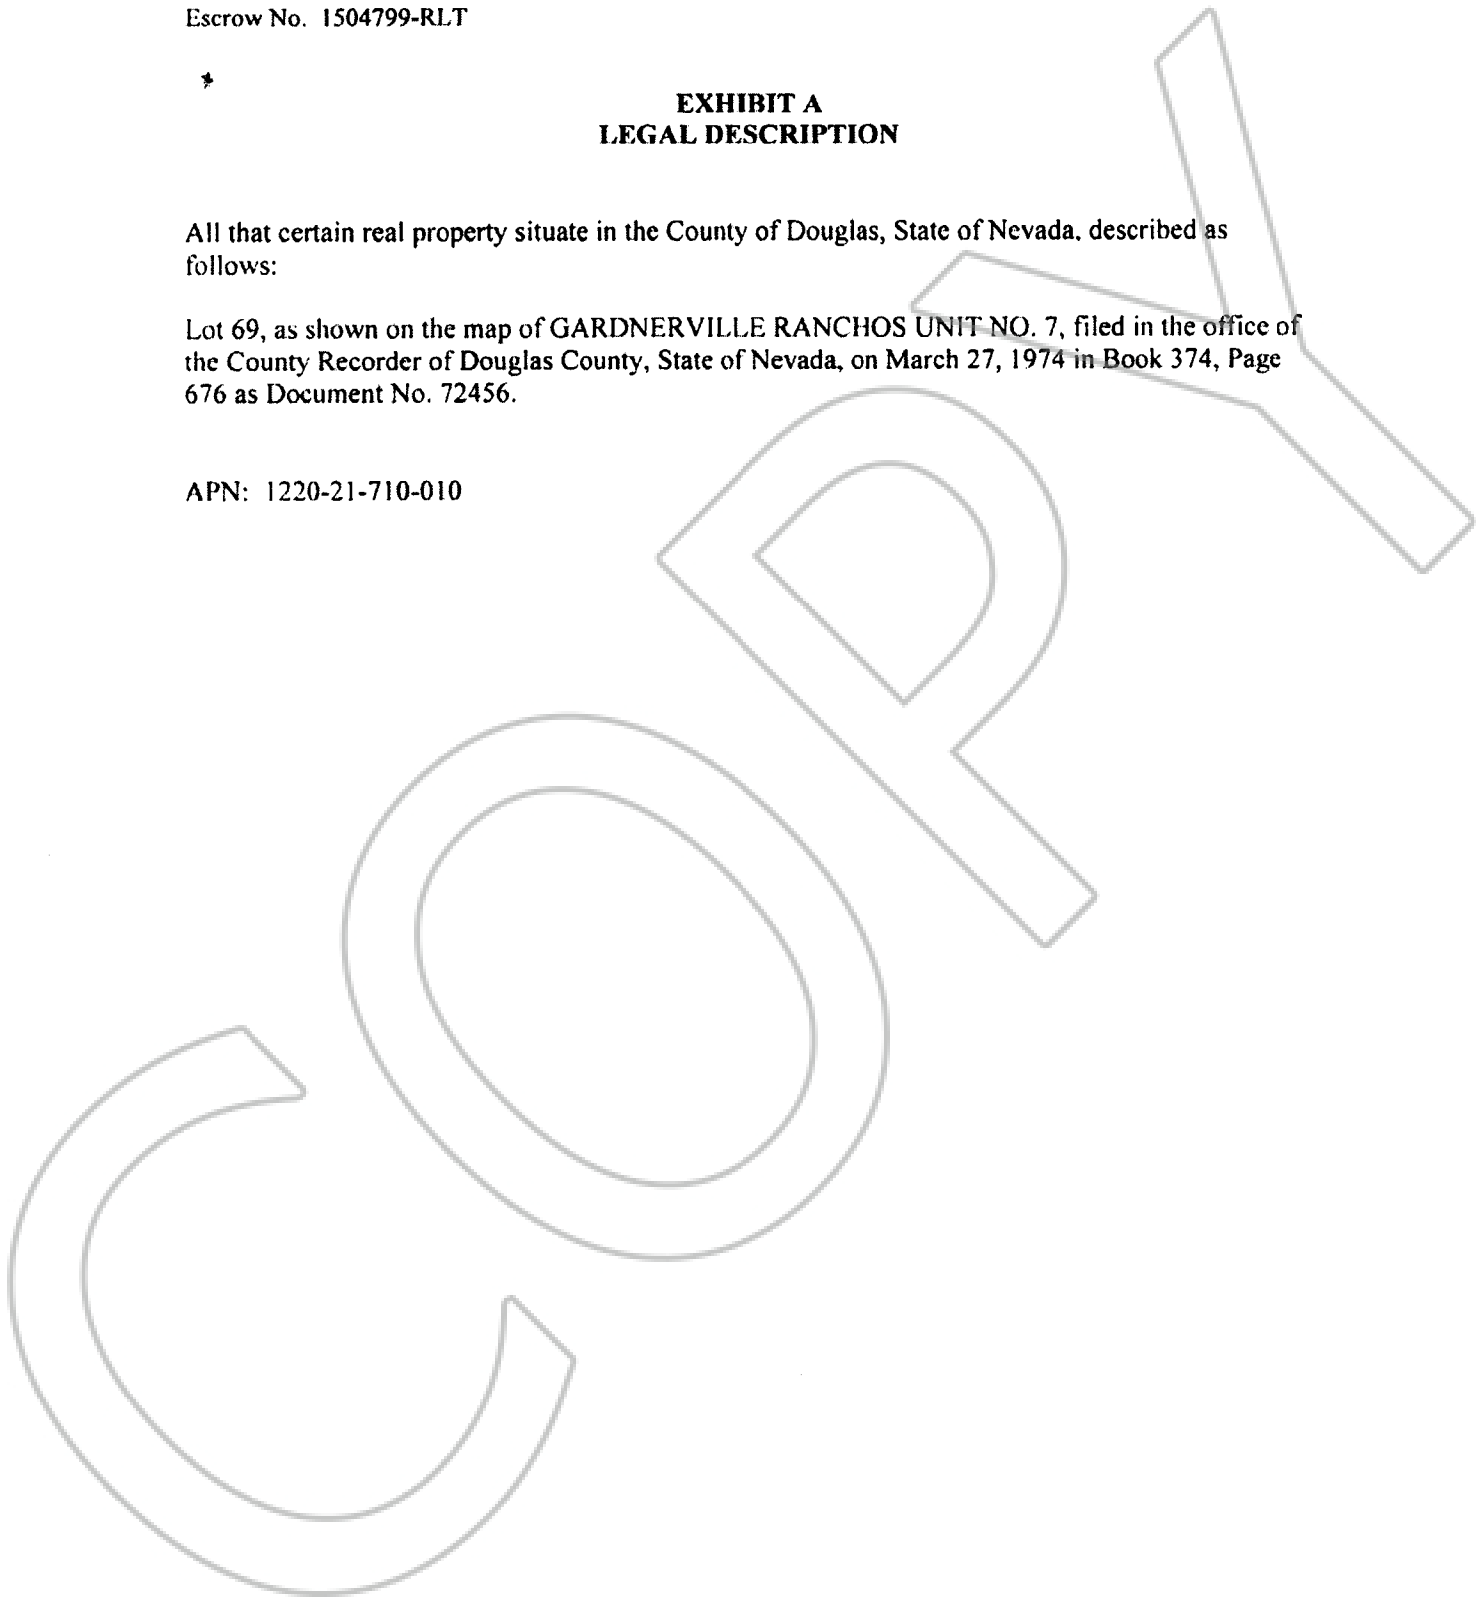 Escrow No. 1504799-RLT
EXHIBIT A
LEGAL DESCRIPTION
All that certain real property situate in the County of Douglas, State of Nevada, described as
follows:
Lot 69, as shown on the map of GARDNERVILLE RANCHOS UNIT NO. 7, filed in the office of
the County Recorder of Douglas County, State of Nevada, on March 27, 1974 in Book 374, Page
676 as Document No. 72456.
APN: 1220-21-710-010
COPY